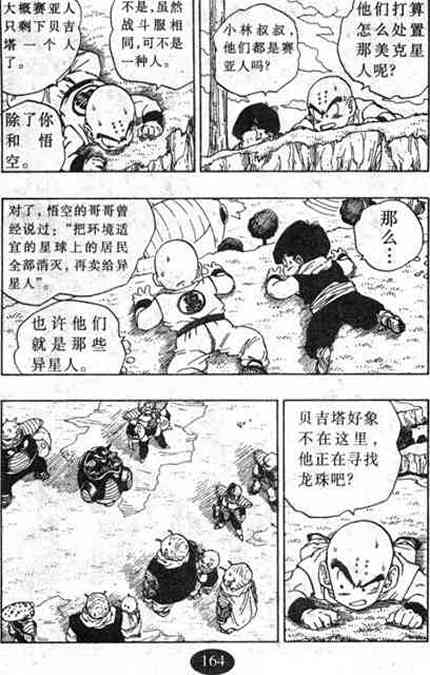 他们打算
怎么处置
那美克星
人呢？
小林叔叔，
他们都是赛
亚人吗？
不是，虽然
战斗服相
同，可不是
一种人。
大概赛亚人
只剩下贝吉
塔一个人
了。
除了你
和悟
空。
那
么…
对了，悟空的哥哥曾
经说过：“把环境适
宜的星球上的居民
全部消灭，再卖给异
星人”。
也许他们
就是那些
异星人。
贝吉塔好象
不在这里，
他正在寻找
龙珠吧？
164